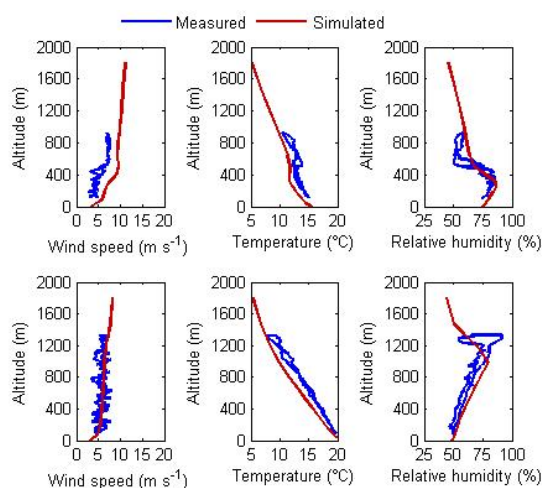 Measured Simulated
2000 2000 2000
1600 1600 1600
1200 1200 1200
800 800 800
400 400 400
0 0 0
Altitude (m) Altitude (m) Altitude (m)
0 5 10 15 20 5 10 15 20 25 50 75 100
Wind speed (m s⁻¹) Temperature (°C) Relative humidity (%)
2000 2000 2000
1600 1600 1600
1200 1200 1200
800 800 800
400 400 400
0 0 0
Altitude (m) Altitude (m) Altitude (m)
0 5 10 15 20 5 10 15 20 25 50 75 100
Wind speed (m s⁻¹) Temperature (°C) Relative humidity (%)